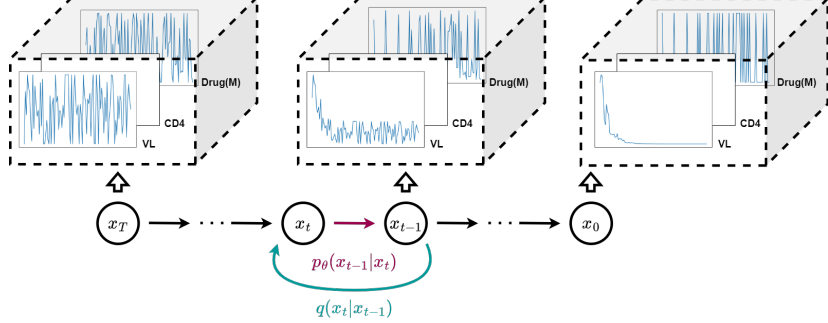 Drug(M)
CD4
VL
Drug(M)
CD4
VL
Drug(M)
CD4
VL
x_T
· · ·
x_t
x_{t−1}
· · ·
x_0
p_θ(x_{t−1}|x_t)
q(x_t|x_{t−1})